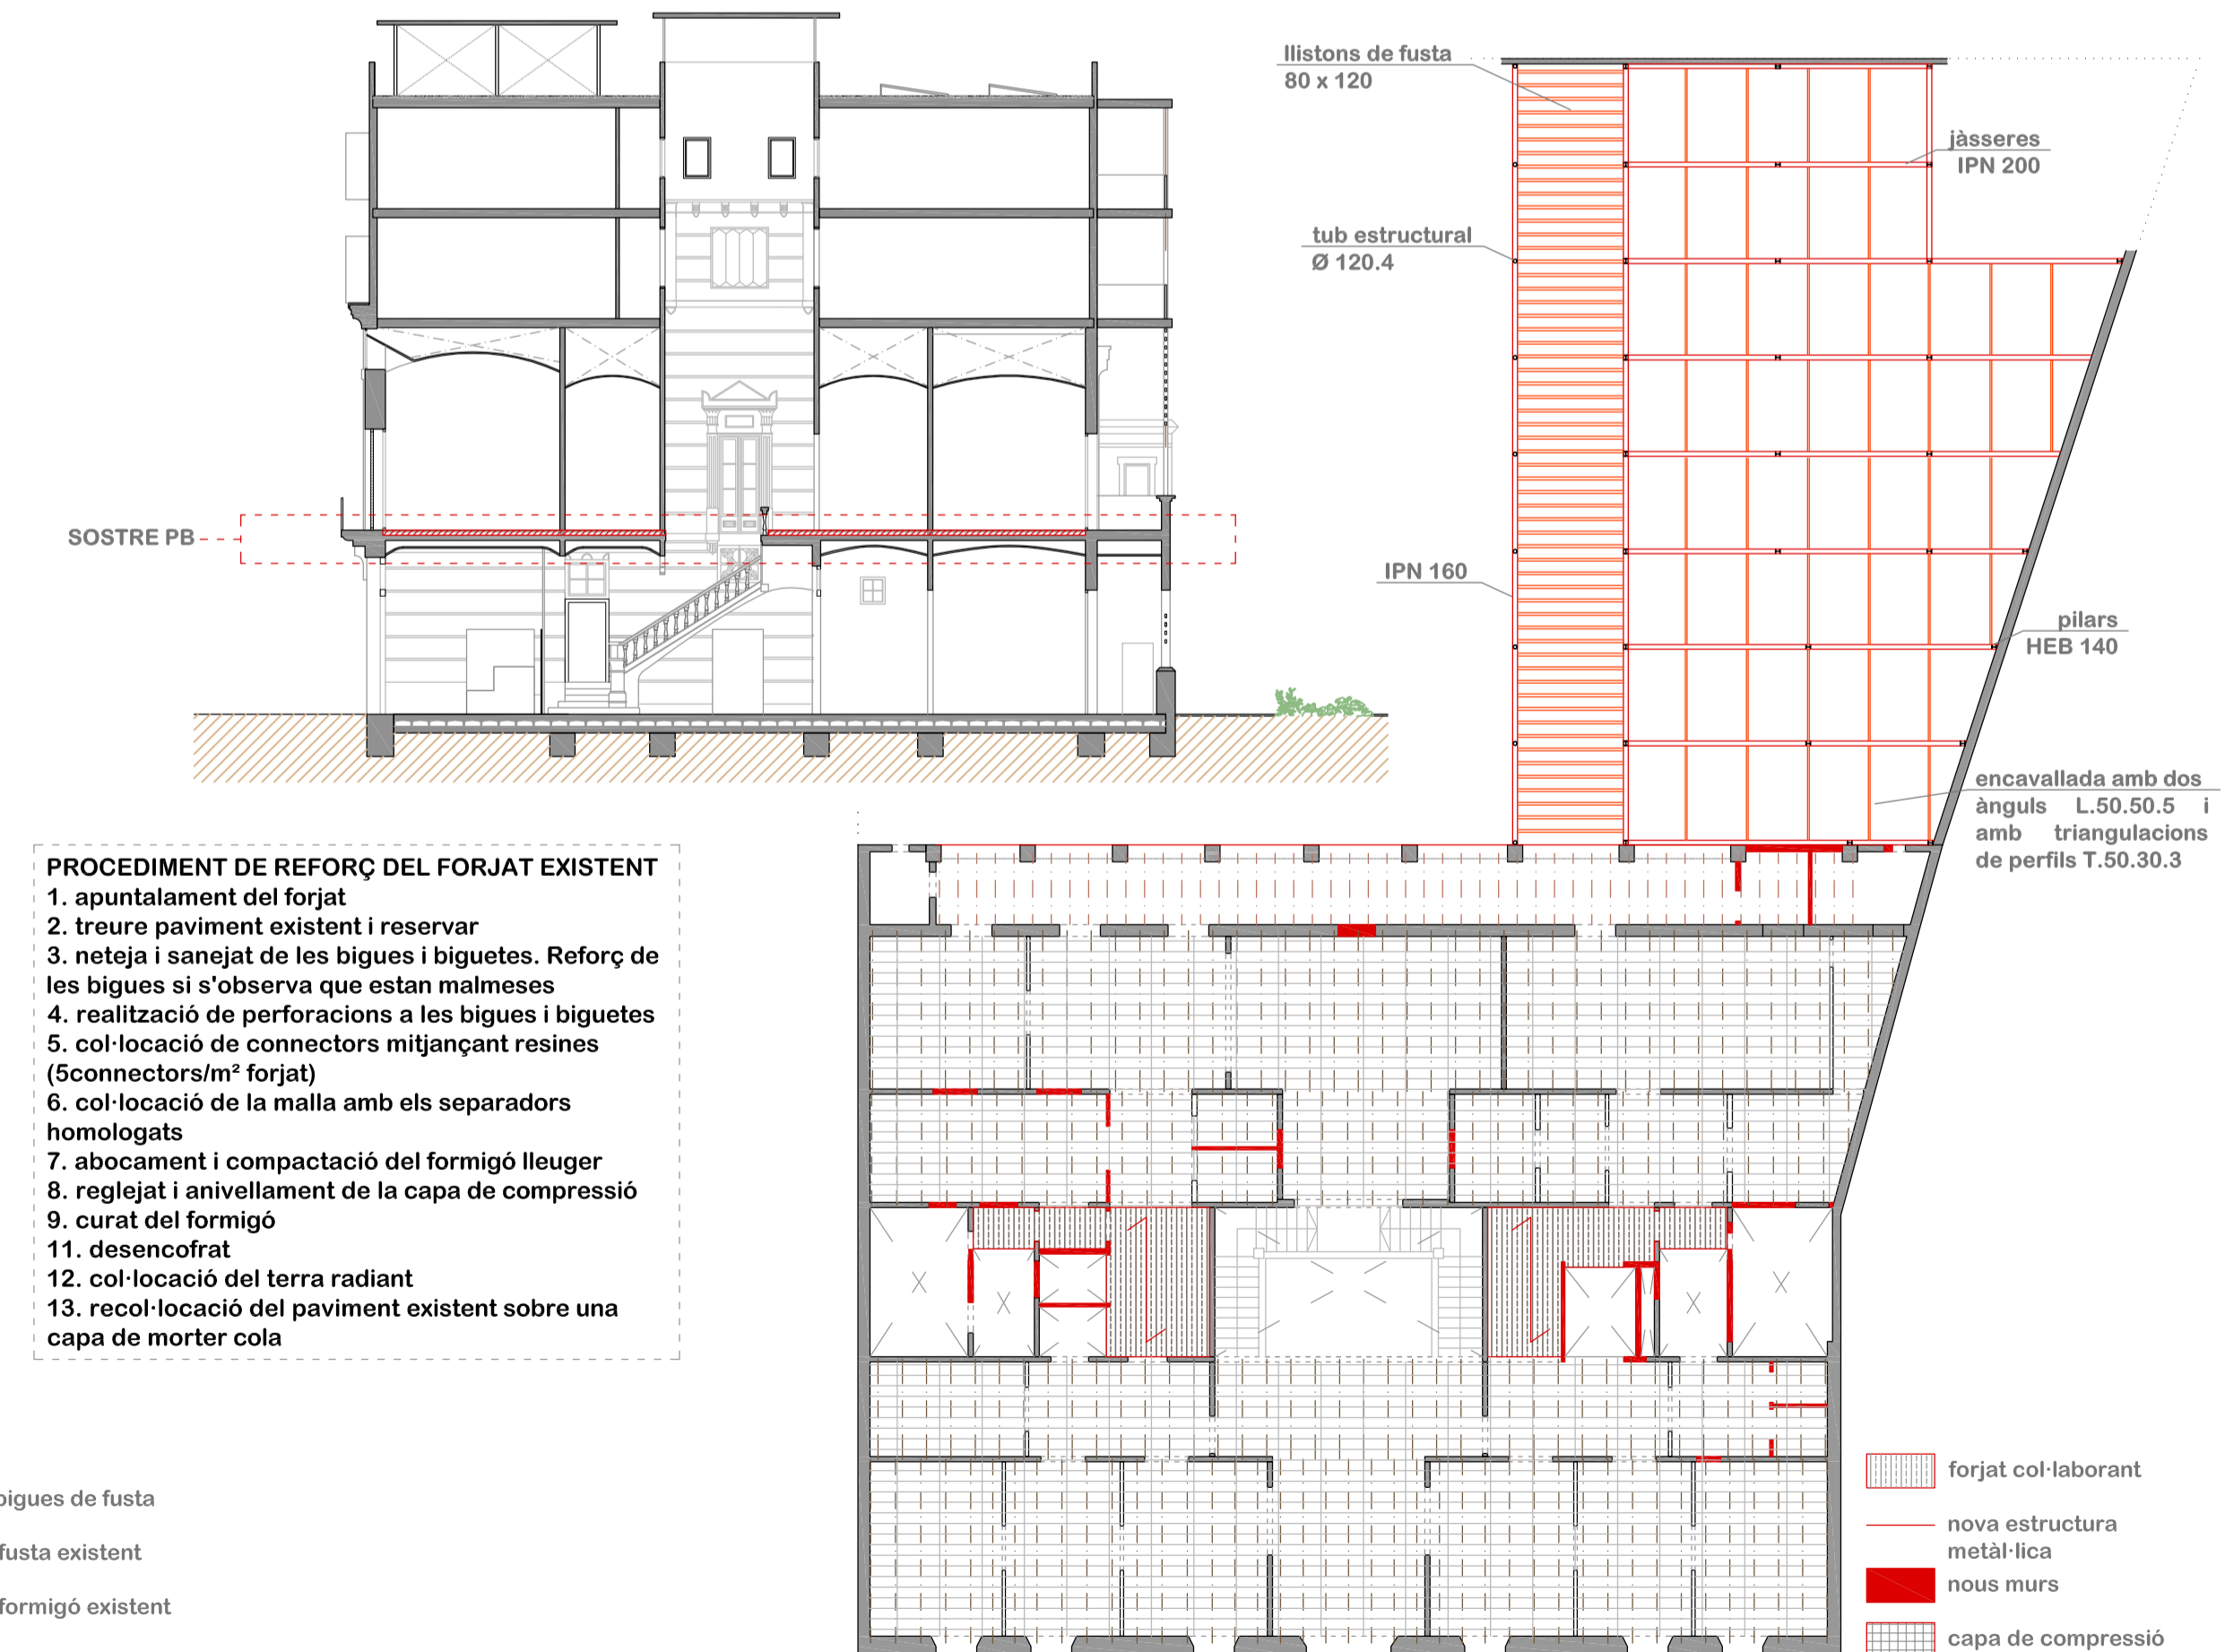 llistons de fusta
80 x 120
jàsseres
IPN 200
tub estructural
Ø 120.4
SOSTRE PB
IPN 160
pilars
HEB 140
encavallada amb dos
ànguls L.50.50.5 i
amb triangulacions
de perfils T.50.30.3
PROCEDIMENT DE REFORÇ DEL FORJAT EXISTENT
1. apuntalament del forjat
2. treure paviment existent i reservar
3. neteja i sanejat de les bigues i biguetes. Reforç de
les bigues si s'observa que estan malmeses
4. realització de perforacions a les bigues i biguetes
5. col·locació de connectors mitjançant resines
(5connectors/m² forjat)
6. col·locació de la malla amb els separadors
homologats
7. abocament i compactació del formigó lleuger
8. reglejat i anivellament de la capa de compressió
9. curat del formigó
11. desencofrat
12. col·locació del terra radiant
13. recol·locació del paviment existent sobre una
capa de morter cola
bigues de fusta
fusta existent
formigó existent
forjat col·laborant
nova estructura
metàl·lica
nous murs
capa de compressió